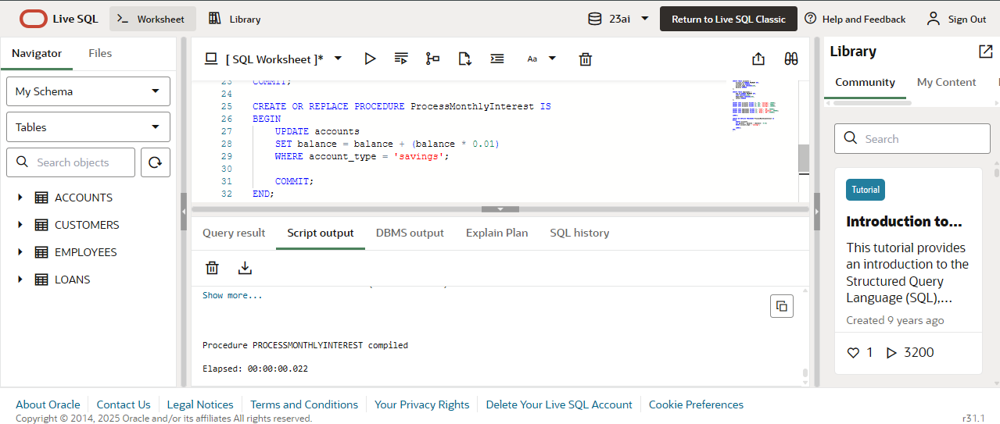 Live SQL
Worksheet
Library
23ai
Return to Live SQL Classic
Help and Feedback
Sign Out
Navigator
Files
My Schema
Tables
Search objects
ACCOUNTS
CUSTOMERS
EMPLOYEES
LOANS
[ SQL Worksheet ]*
Aa
23 COMMIT;
24
25 CREATE OR REPLACE PROCEDURE ProcessMonthlyInterest IS
26 BEGIN
27 UPDATE accounts
28 SET balance = balance + (balance * 0.01)
29 WHERE account_type = 'savings';
30
31 COMMIT;
32 END;
Query result
Script output
DBMS output
Explain Plan
SQL history
Show more...
Procedure PROCESSMONTHLYINTEREST compiled
Elapsed: 00:00:00.022
Library
Community
My Content
Search
Tutorial
Introduction to...
This tutorial provides
an introduction to the
Structured Query
Language (SQL),...
Created 9 years ago
1
3200
About Oracle
Contact Us
Legal Notices
Terms and Conditions
Your Privacy Rights
Delete Your Live SQL Account
Cookie Preferences
Copyright © 2014, 2025 Oracle and/or its affiliates All rights reserved.
r31.1